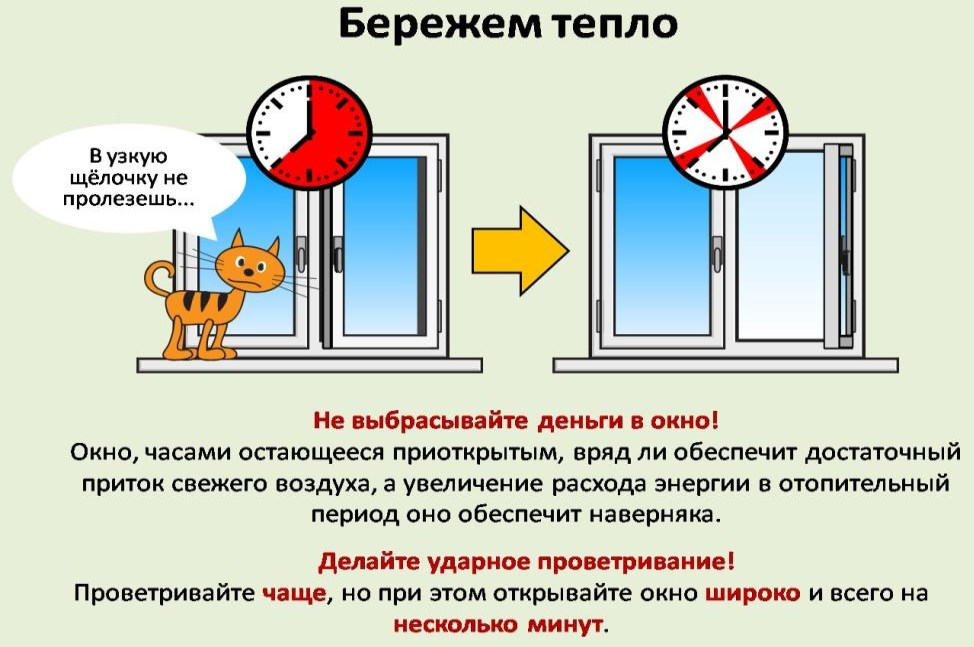 Бережем тепло
В узкую
щёлочку не
пролезешь...
Не выбрасывайте деньги в окно!
Окно, часами остающееся приоткрытым, вряд ли обеспечит достаточный
приток свежего воздуха, а увеличение расхода энергии в отопительный
период оно обеспечит наверняка.
Делайте ударное проветривание!
Проветривайте чаще, но при этом открывайте окно широко и всего на
несколько минут.